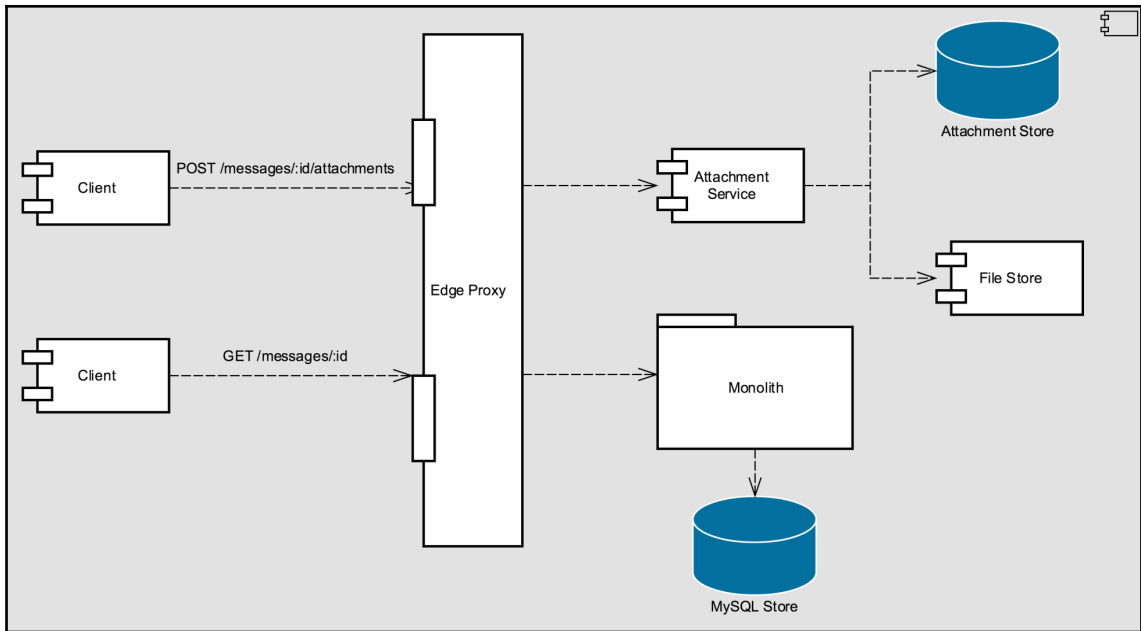 Attachment Store
POST /messages/:id/attachments
Client
Attachment
Service
Edge Proxy
File Store
GET /messages/:id
Client
Monolith
MySQL Store